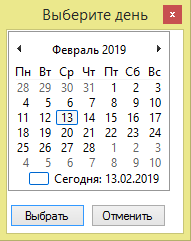 Выберите день
x
Февраль 2019
Пн Вт Ср Чт Пт Сб Вс
28 29 30 31 1 2 3
4 5 6 7 8 9 10
11 12 13 14 15 16 17
18 19 20 21 22 23 24
25 26 27 28 1 2 3
4 5 6 7 8 9 10
Сегодня: 13.02.2019
Выбрать Отменить